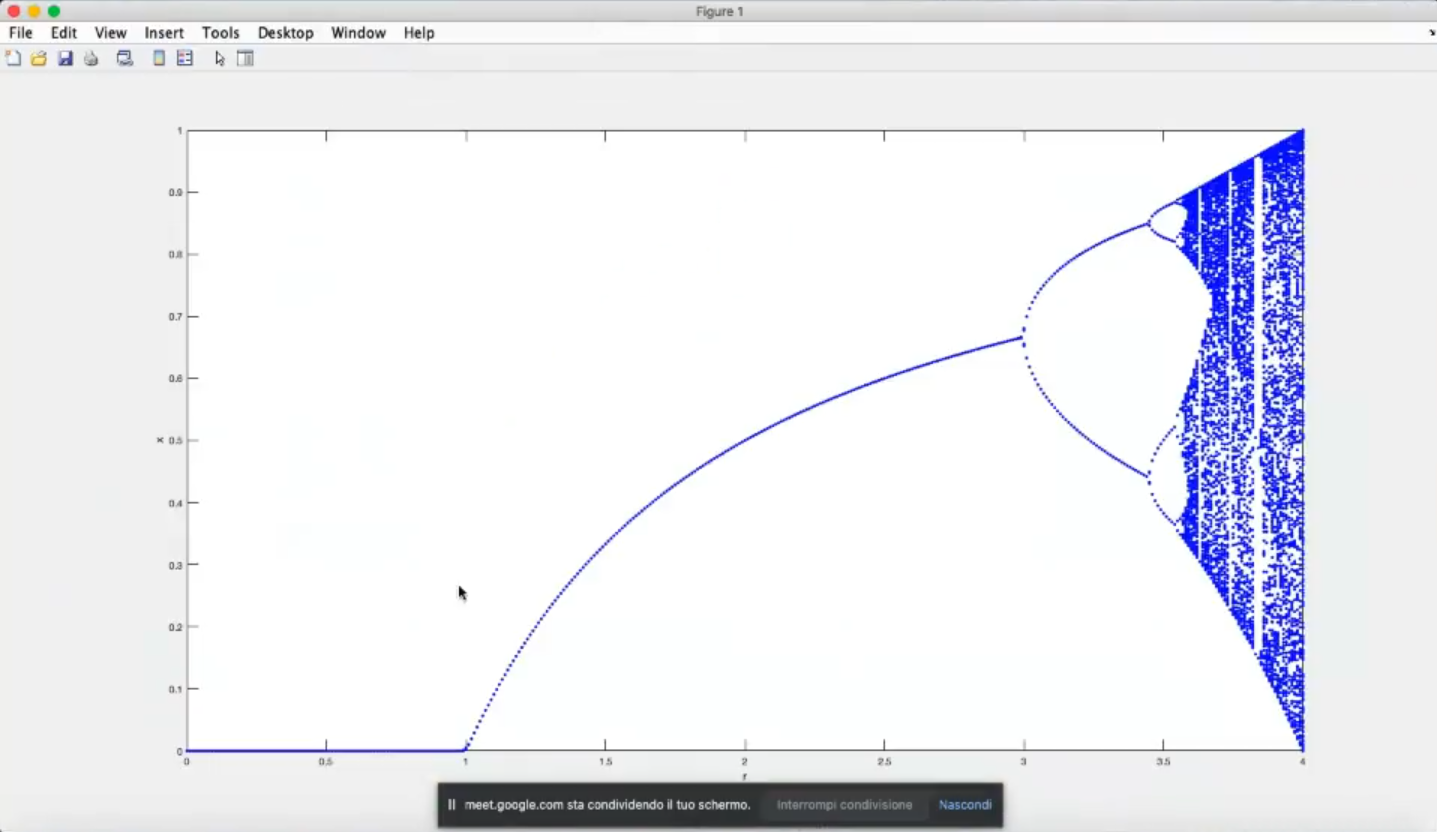 Figure 1
File Edit View Insert Tools Desktop Window Help
1
0.9
0.8
0.7
0.6
x 0.5
0.4
0.3
0.2
0.1
0
0 0.5 1 1.5 2 2.5 3 3.5 4
r
meet.google.com sta condividendo il tuo schermo. Interrompi condivisione Nascondi